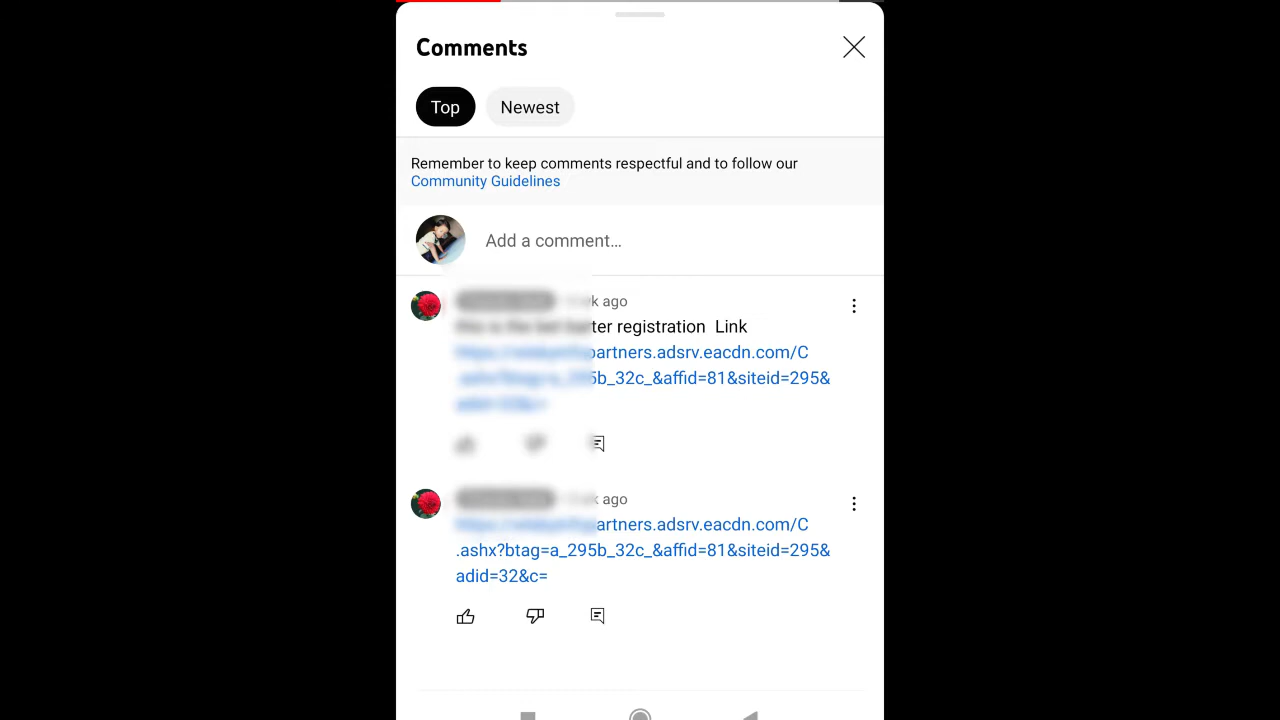 Comments
Top Newest
Remember to keep comments respectful and to follow our
Community Guidelines
Add a comment...
ago
registration Link
partners.adsrv.eacdn.com/C
5b_32c_&affid=81&siteid=295&
ago
artners.adsrv.eacdn.com/C
.ashx?btag=a_295b_32c_&affid=81&siteid=295&
adid=32&c=